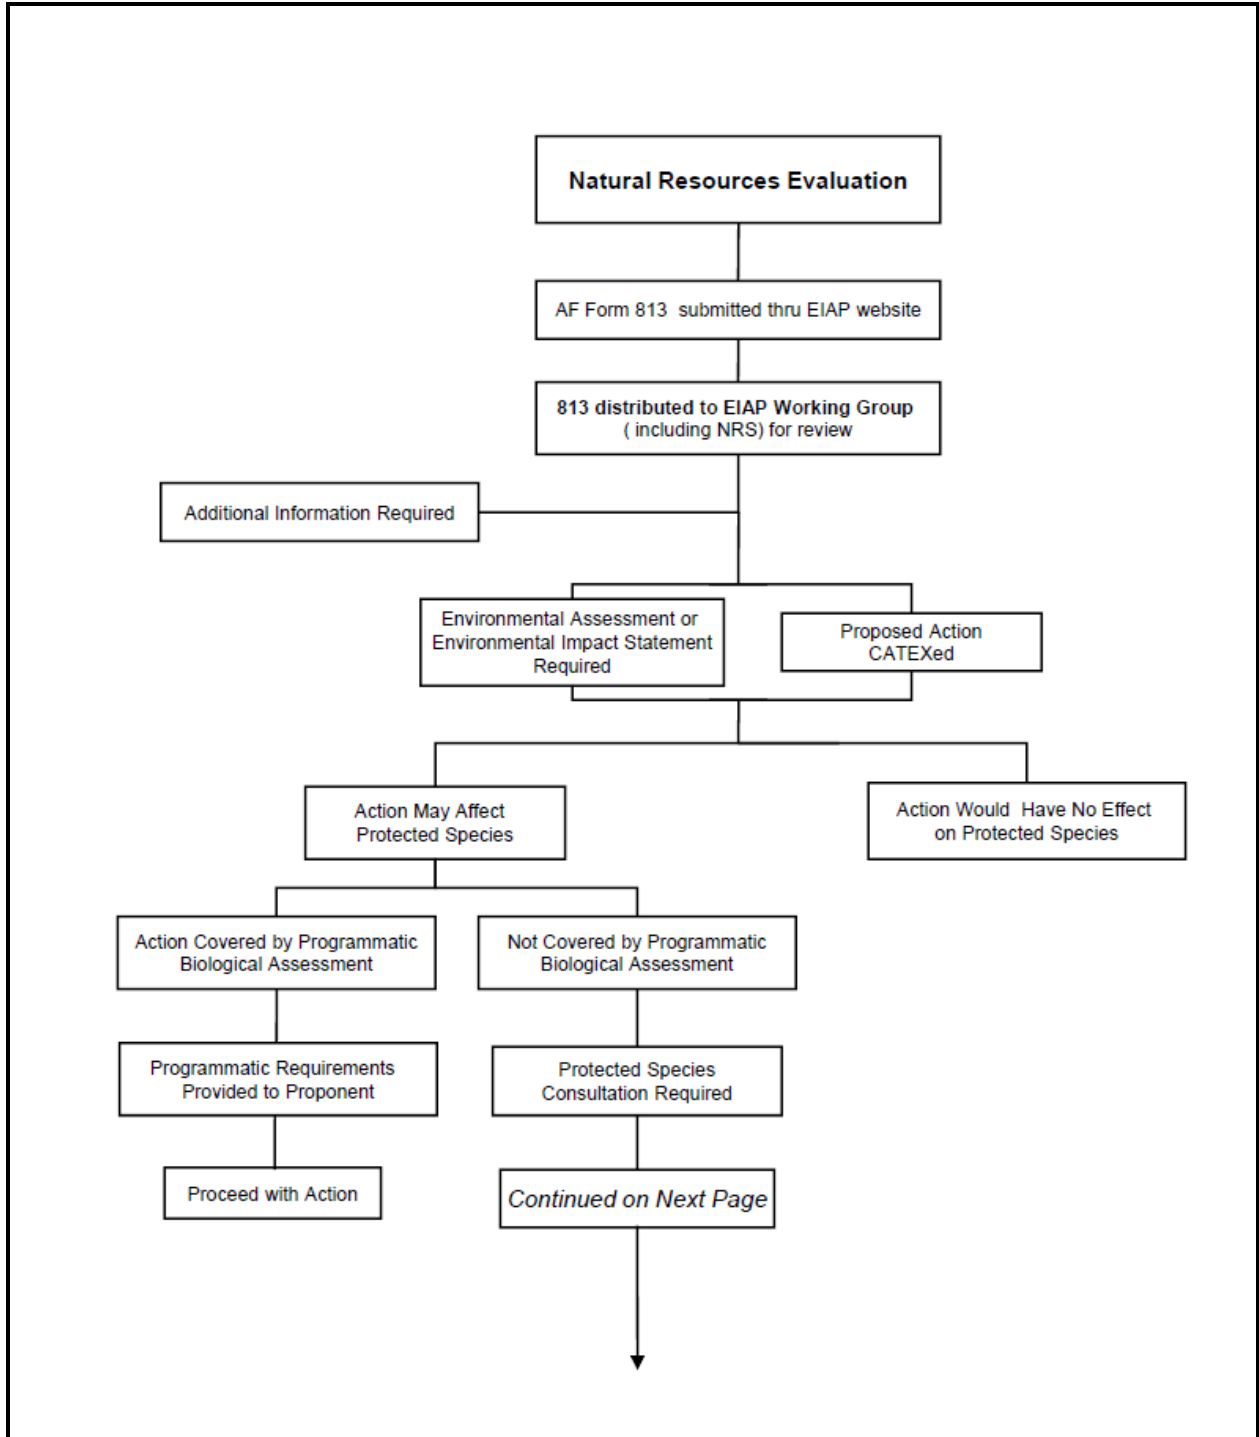 Natural Resources Evaluation
AF Form 813 submitted thru EIAP website
813 distributed to EIAP Working Group
( including NRS) for review
Additional Information Required
Environmental Assessment or
Environmental Impact Statement
Required
Proposed Action
CATEXed
Action May Affect
Protected Species
Action Would Have No Effect
on Protected Species
Action Covered by Programmatic
Biological Assessment
Not Covered by Programmatic
Biological Assessment
Programmatic Requirements
Provided to Proponent
Protected Species
Consultation Required
Proceed with Action
Continued on Next Page